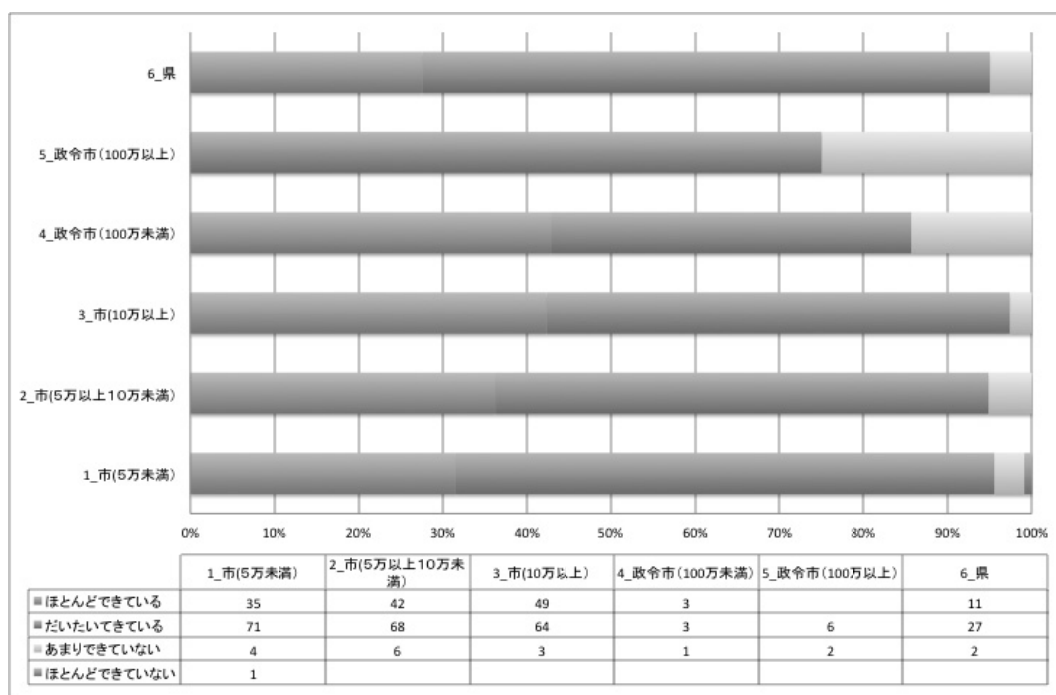 6_県
5_政令市(100万以上)
4_政令市(100万未満)
3_市(10万以上)
2_市(5万以上10万未満)
1_市(5万未満)
0% 10% 20% 30% 40% 50% 60% 70% 80% 90% 100%
1_市(5万未満) 2_市(5万以上10万未満) 3_市(10万以上) 4_政令市(100万未満) 5_政令市(100万以上) 6_県
ほとんどできている 35 42 49 3 11
だいたいてきている 71 68 64 3 6 27
あまりできていない 4 6 3 1 2 2
ほとんどできていない 1